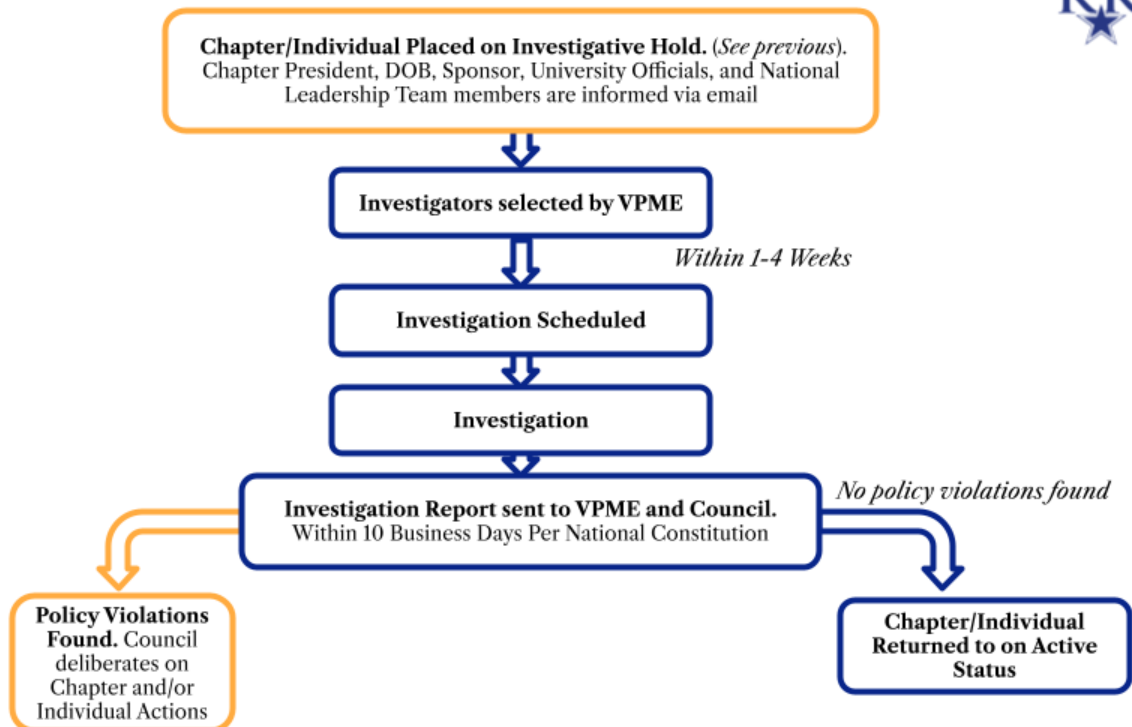 Chapter/Individual Placed on Investigative Hold. (See previous).
Chapter President, DOB, Sponsor, University Officials, and National
Leadership Team members are informed via email
Investigators selected by VPME
Within 1-4 Weeks
Investigation Scheduled
Investigation
Investigation Report sent to VPME and Council.
Within 10 Business Days Per National Constitution
No policy violations found
Policy Violations
Found. Council
deliberates on
Chapter and/or
Individual Actions
Chapter/Individual
Returned to on Active
Status